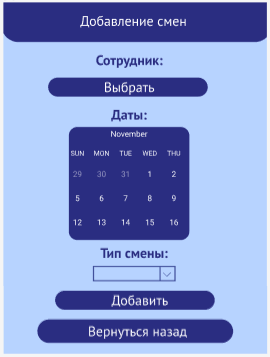 Добавление смен
Сотрудник:
Выбрать
Даты:
November
SUN MON TUE WED THU
29 30 31 1 2
5 6 7 8 9
12 13 14 15 16
Тип смены:
Добавить
Вернуться назад